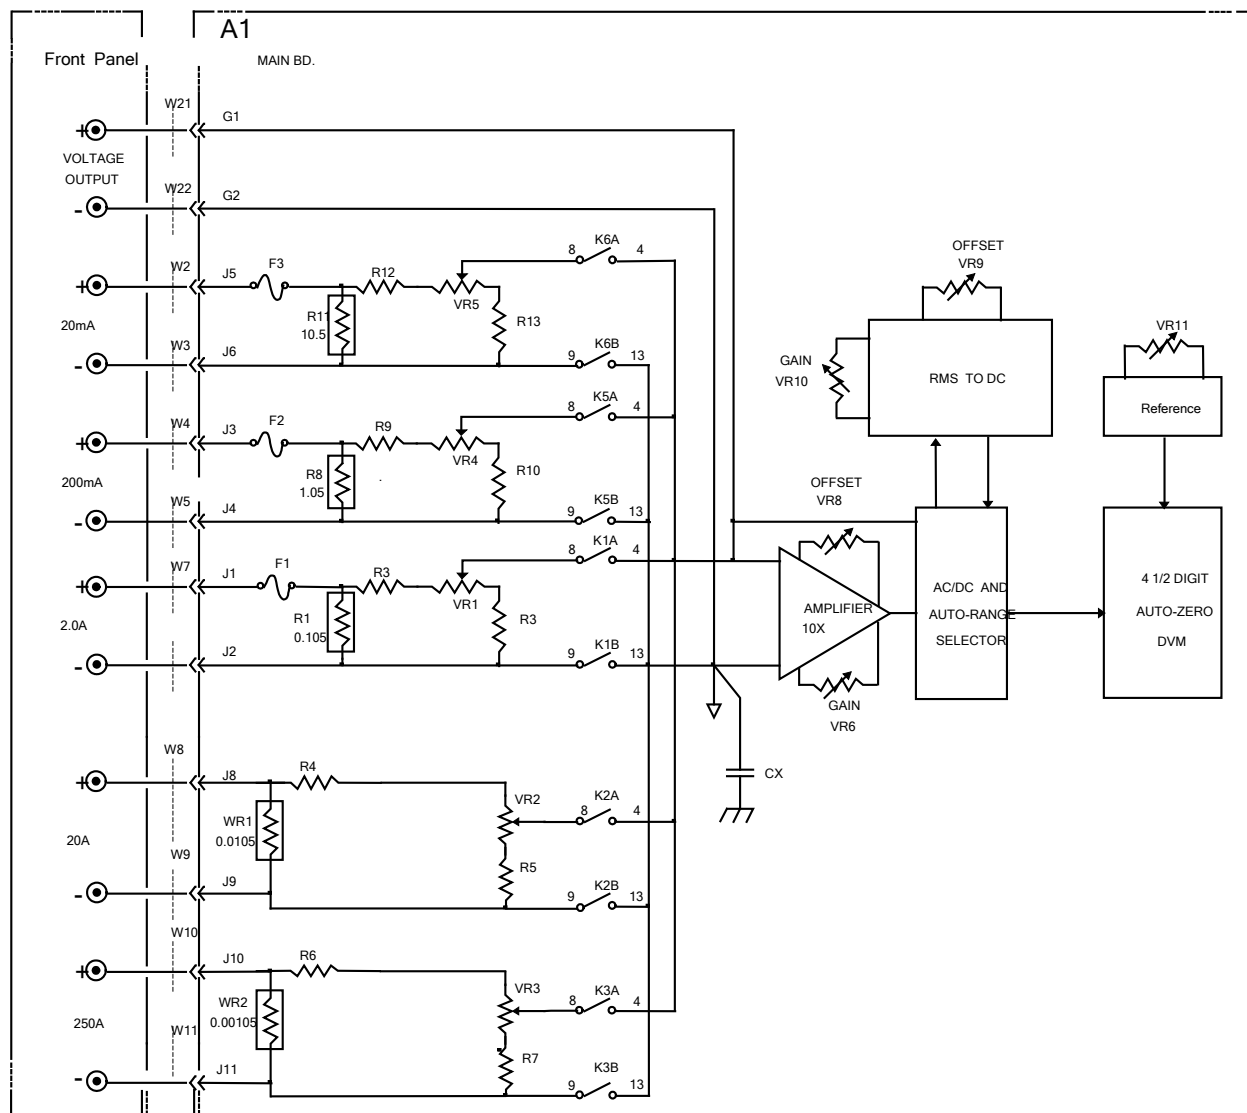 A1
Front Panel
MAIN BD.
W21
G1
+
VOLTAGE
OUTPUT
W22
G2
-
K6A
8
4
W2
J5
F3
R12
+
VR5
R11
10.5
R13
20mA
W3
J6
K6B
9
13
-
OFFSET
VR9
GAIN
VR10
RMS TO DC
VR11
Reference
K5A
8
4
W4
J3
F2
R9
+
VR4
R8
1.05
.
R10
200mA
W5
J4
K5B
9
13
-
OFFSET
VR8
K1A
8
4
W7
J1
F1
R3
+
VR1
R1
0.105
R3
2.0A
J2
K1B
9
13
-
AMPLIFIER
10X
GAIN
VR6
AC/DC AND
AUTO-RANGE
SELECTOR
4 1/2 DIGIT
AUTO-ZERO
DVM
CX
W8
J8
R4
+
VR2
K2A
8
4
WR1
0.0105
20A
W9
R5
J9
K2B
9
13
-
W10
J10
R6
+
VR3
K3A
8
4
WR2
0.00105
250A
W11
R7
J11
K3B
9
13
-